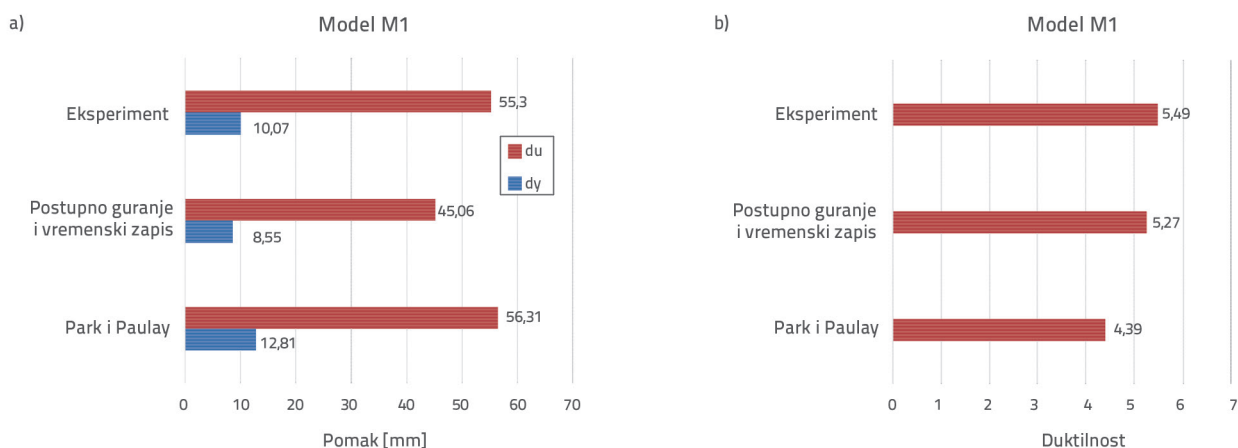 a)
Model M1
Eksperiment
55,3
10,07
du
dy
Postupno guranje
i vremenski zapis
45,06
8,55
Park i Paulay
56,31
12,81
0 10 20 30 40 50 60 70
Pomak [mm]
b)
Model M1
Eksperiment
5,49
Postupno guranje
i vremenski zapis
5,27
Park i Paulay
4,39
0 1 2 3 4 5 6 7
Duktilnost